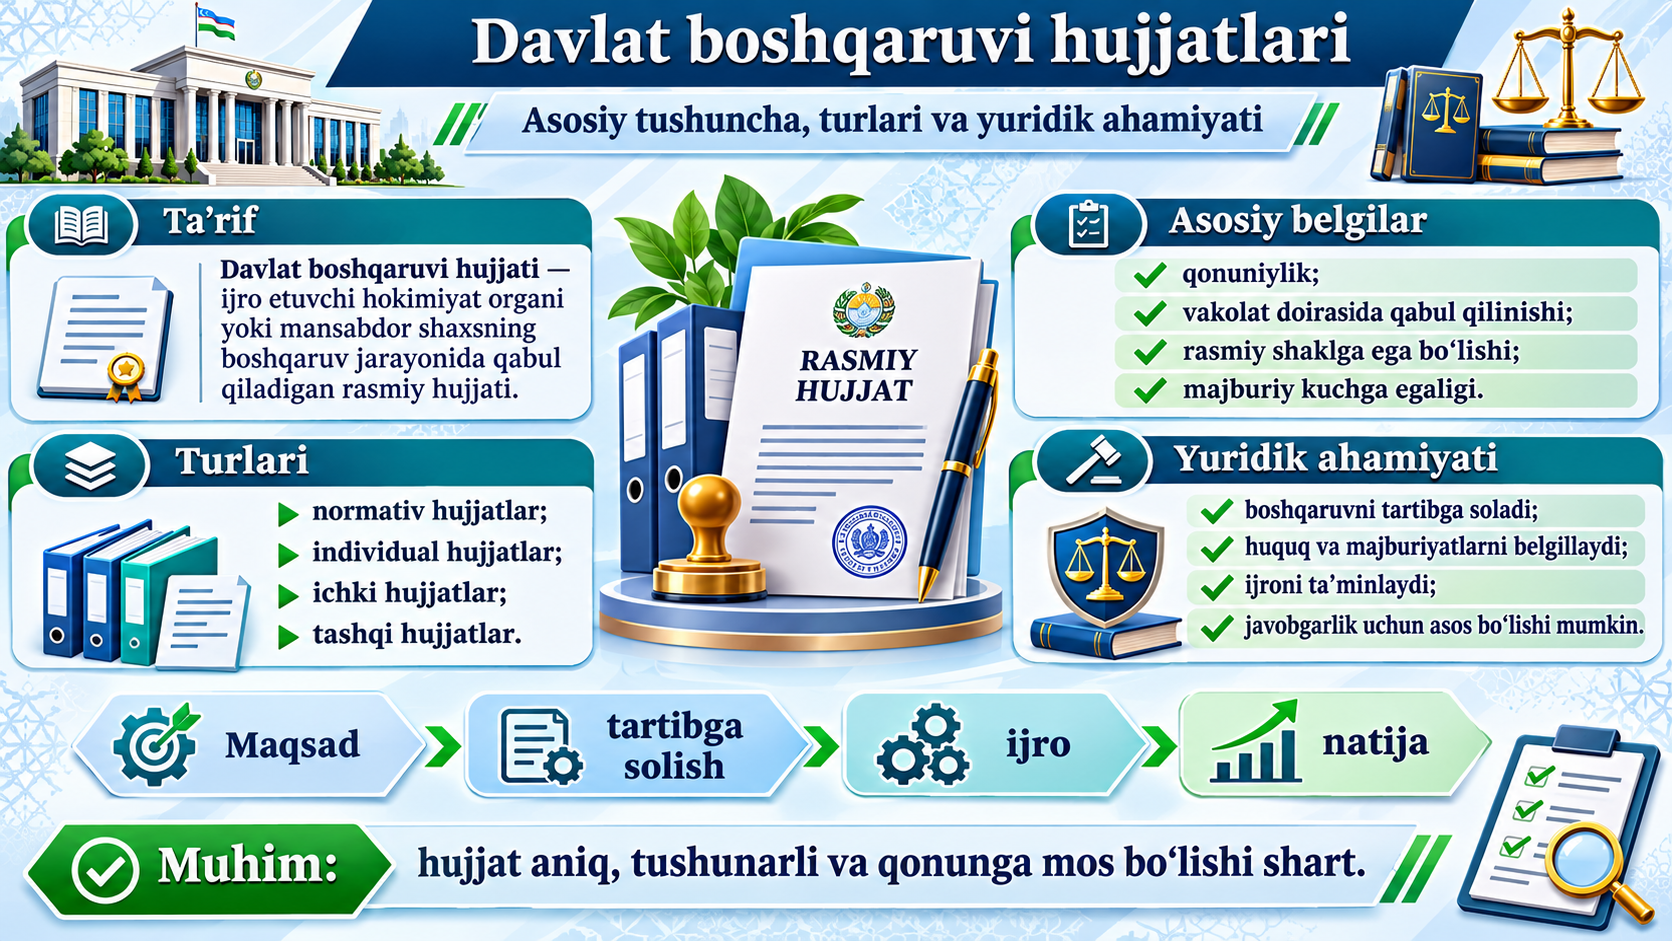 Davlat boshqaruvi hujjatlari
Asosiy tushuncha, turlari va yuridik ahamiyati
Ta’rif
Davlat boshqaruvi hujjati —
ijro etuvchi hokimiyat organi
yoki mansabdor shaxsning
boshqaruv jarayonida qabul
qiladigan rasmiy hujjati.
Turlari
normativ hujjatlar;
individual hujjatlar;
ichki hujjatlar;
tashqi hujjatlar.
RASMIY
HUJJAT
Asosiy belgilar
qonuniylik;
vakolat doirasida qabul qilinishi;
rasmiy shaklga ega bo‘lishi;
majburiy kuchga egaligi.
Yuridik ahamiyati
boshqaruvni tartibga soladi;
huquq va majburiyatlarni belgillaydi;
ijroni ta’minlaydi;
javobgarlik uchun asos bo‘lishi mumkin.
Maqsad
tartibga
solish
ijro
natija
Muhim:
hujjat aniq, tushunarli va qonunga mos bo‘lishi shart.